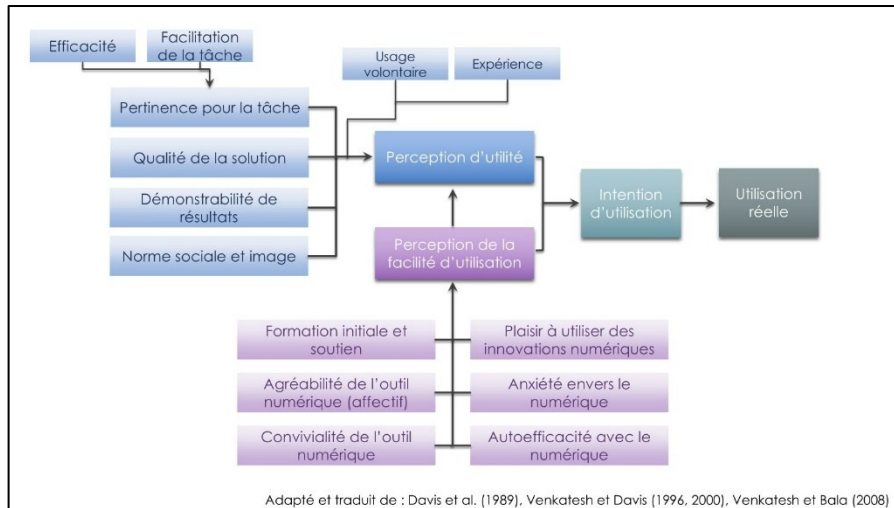 Efficacité
Facilitation
de la tâche
Usage
volontaire
Expérience
Pertinence pour la tâche
Qualité de la solution
Démonstrabilité de
résultats
Norme sociale et image
Perception d’utilité
Perception de la
facilité d’utilisation
Intention
d’utilisation
Utilisation
réelle
Formation initiale et
soutien
Plaisir à utiliser des
innovations numériques
Agréabilité de l’outil
numérique (affectif)
Anxiété envers le
numérique
Convivialité de l’outil
numérique
Autoefficacité avec le
numérique
Adapté et traduit de : Davis et al. (1989), Venkatesh et Davis (1996, 2000), Venkatesh et Bala (2008)